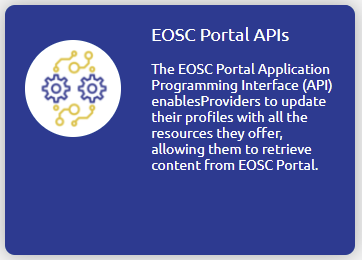 EOSC Portal APIs
The EOSC Portal Application
Programming Interface (API)
enablesProviders to update
their profiles with all the
resources they offer,
allowing them to retrieve
content from EOSC Portal.